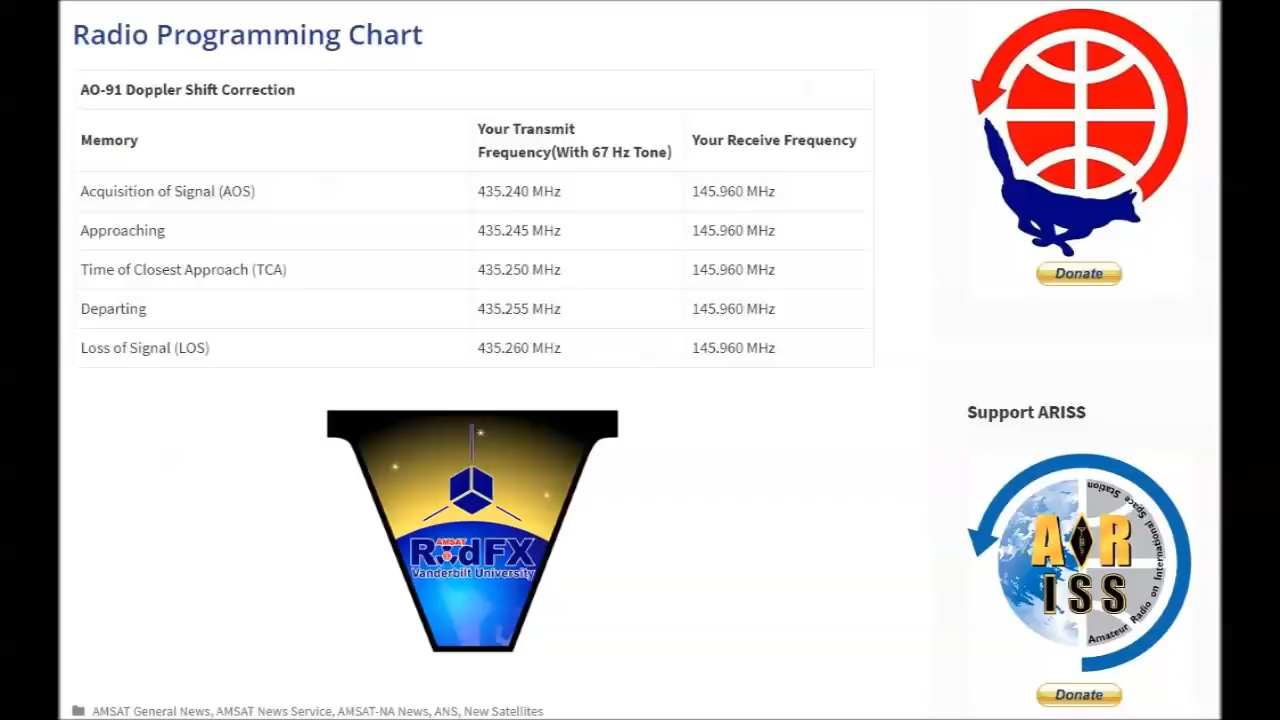 Radio Programming Chart
AO-91 Doppler Shift Correction
Memory
Your Transmit
Frequency(With 67 Hz Tone)
Your Receive Frequency
Acquisition of Signal (AOS) 435.240 MHz 145.960 MHz
Approaching 435.245 MHz 145.960 MHz
Time of Closest Approach (TCA) 435.250 MHz 145.960 MHz
Departing 435.255 MHz 145.960 MHz
Loss of Signal (LOS) 435.260 MHz 145.960 MHz
AMSAT
RadFX
Vanderbilt University
AMSAT General News, AMSAT News Service, AMSAT-NA News, ANS, New Satellites
Donate
Support ARISS
AR
ISS
Amateur Radio on International Space Station
Donate